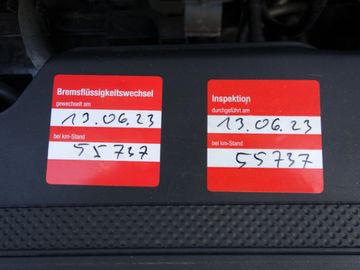 Bremsflüssigkeitswechsel
gewechselt am
13.06.23
bei km-Stand
55737
Inspektion
durchgeführt am
13.06.23
bei km-Stand
55737